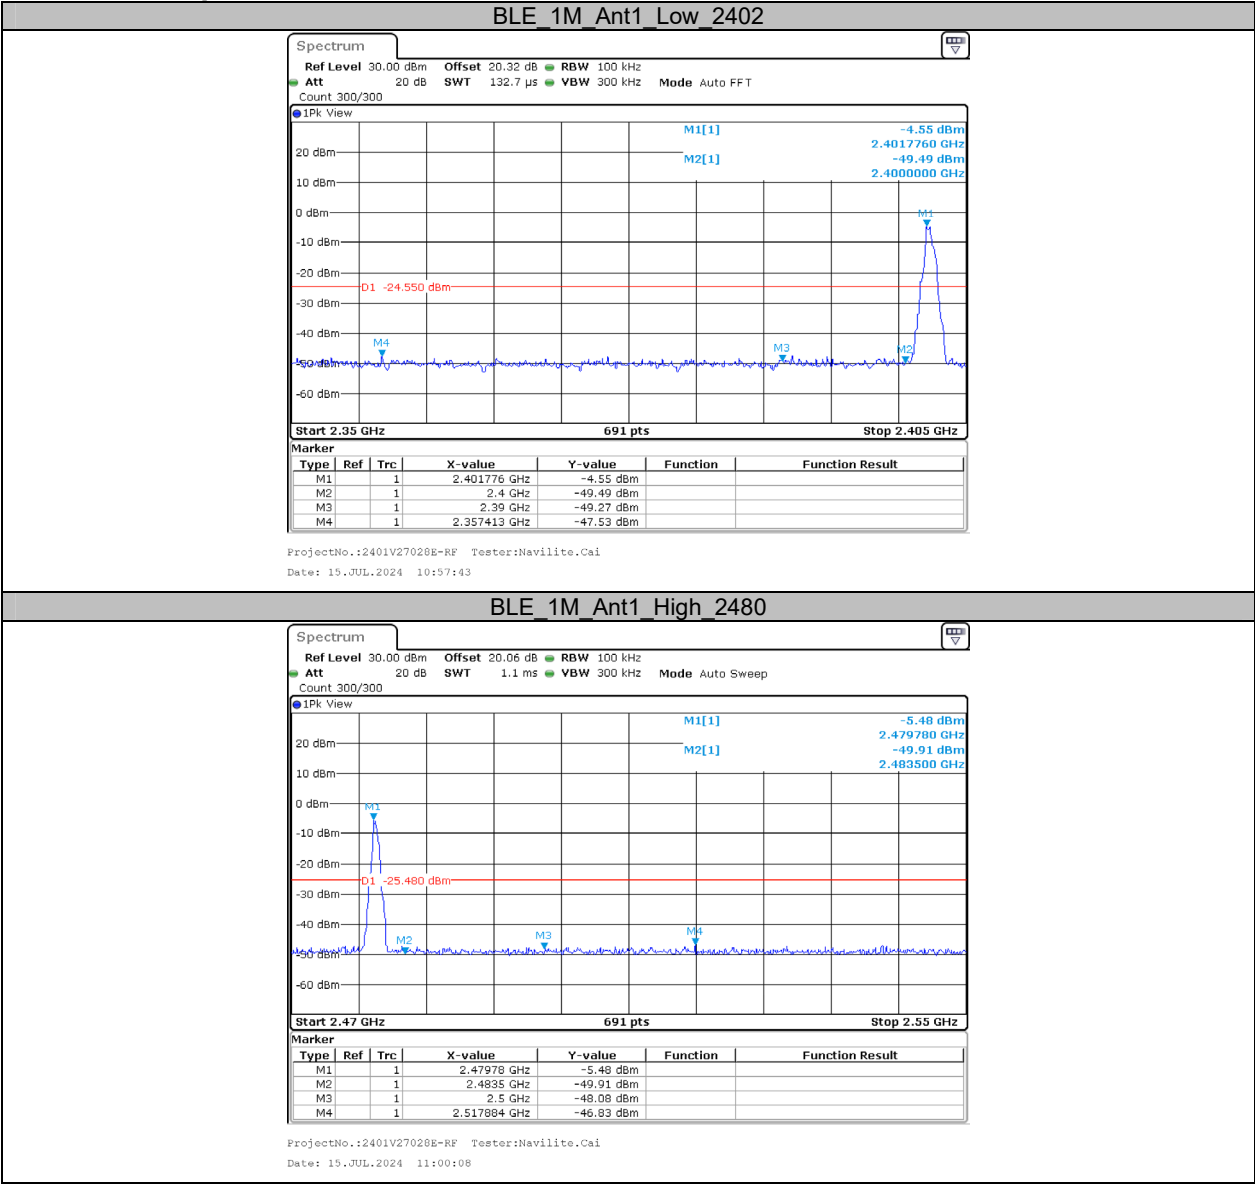 BLE_1M_Ant1_Low_2402
Spectrum
Ref Level 30.00 dBm Offset 20.32 dB RBW 100 kHz
Att 20 dB SWT 132.7 µs VBW 300 kHz Mode Auto FFT
Count 300/300
1Pk View
M1[1] -4.55 dBm
2.4017760 GHz
20 dBm
M2[1] -49.49 dBm
2.4000000 GHz
10 dBm
0 dBm
M1
-10 dBm
-20 dBm
D1 -24.550 dBm
-30 dBm
-40 dBm
M4
M3
M2
-50 dBm
-60 dBm
Start 2.35 GHz 691 pts Stop 2.405 GHz
Marker
Type Ref Trc X-value Y-value Function Function Result
M1 1 2.401776 GHz -4.55 dBm
M2 1 2.4 GHz -49.49 dBm
M3 1 2.39 GHz -49.27 dBm
M4 1 2.357413 GHz -47.53 dBm
ProjectNo.:2401V27028E-RF Tester:Navilite.Cai
Date: 15.JUL.2024 10:57:43
BLE_1M_Ant1_High_2480
Spectrum
Ref Level 30.00 dBm Offset 20.06 dB RBW 100 kHz
Att 20 dB SWT 1.1 ms VBW 300 kHz Mode Auto Sweep
Count 300/300
1Pk View
M1[1] -5.48 dBm
2.479780 GHz
20 dBm
M2[1] -49.91 dBm
2.483500 GHz
10 dBm
0 dBm
M1
-10 dBm
-20 dBm
D1 -25.480 dBm
-30 dBm
-40 dBm
M2
M3
M4
-50 dBm
-60 dBm
Start 2.47 GHz 691 pts Stop 2.55 GHz
Marker
Type Ref Trc X-value Y-value Function Function Result
M1 1 2.47978 GHz -5.48 dBm
M2 1 2.4835 GHz -49.91 dBm
M3 1 2.5 GHz -48.08 dBm
M4 1 2.517884 GHz -46.83 dBm
ProjectNo.:2401V27028E-RF Tester:Navilite.Cai
Date: 15.JUL.2024 11:00:08